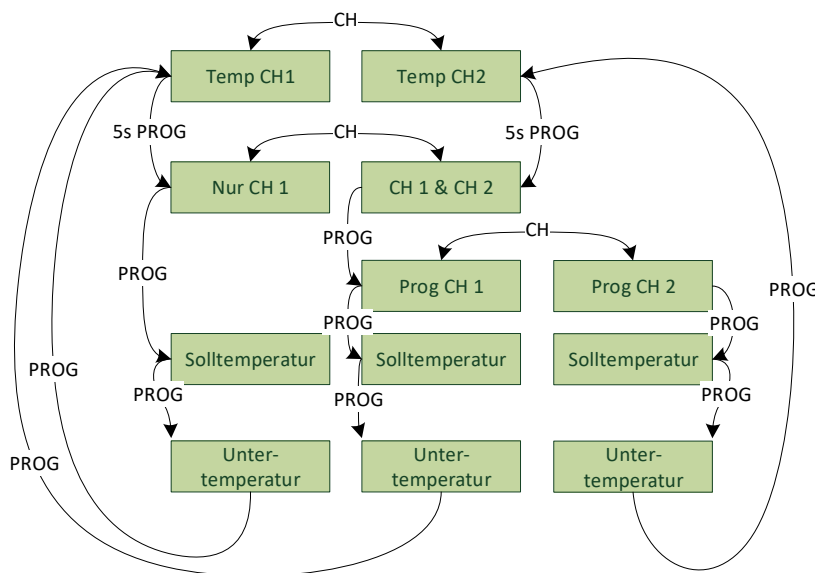 CH
Temp CH1
Temp CH2
5s PROG
5s PROG
CH
Nur CH 1
CH 1 & CH 2
PROG
CH
PROG
Prog CH 1
Prog CH 2
PROG
PROG
PROG
Solltemperatur
Solltemperatur
Solltemperatur
PROG
PROG
PROG
PROG
PROG
Unter-
temperatur
Unter-
temperatur
Unter-
temperatur